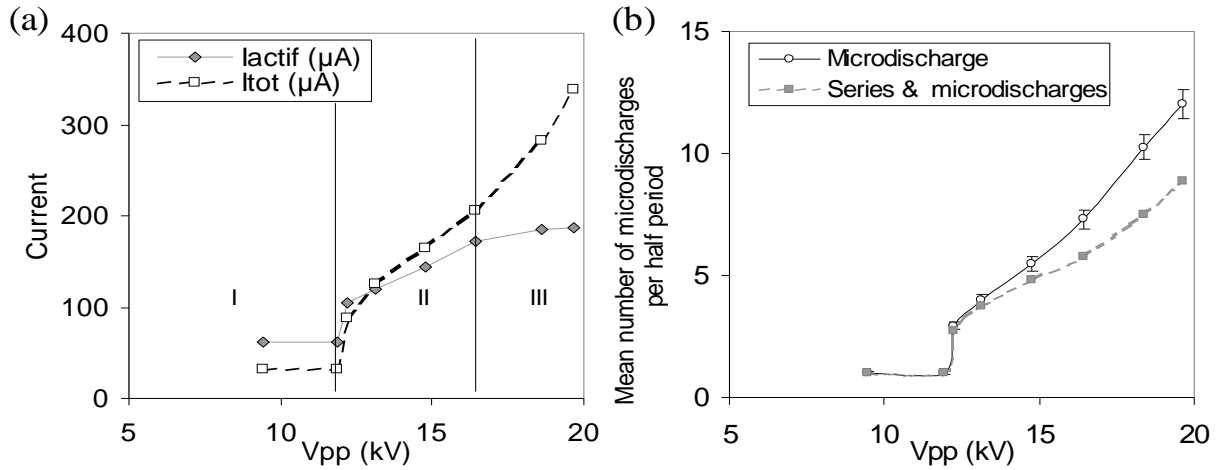 (a)
400
300
200
100
0
Current
Iactif (µA)
Itot (µA)
I
II
III
5
10
15
20
Vpp (kV)
(b)
15
10
5
0
Mean number of microdischarges
per half period
Microdischarge
Series & microdischarges
5
10
15
20
Vpp (kV)